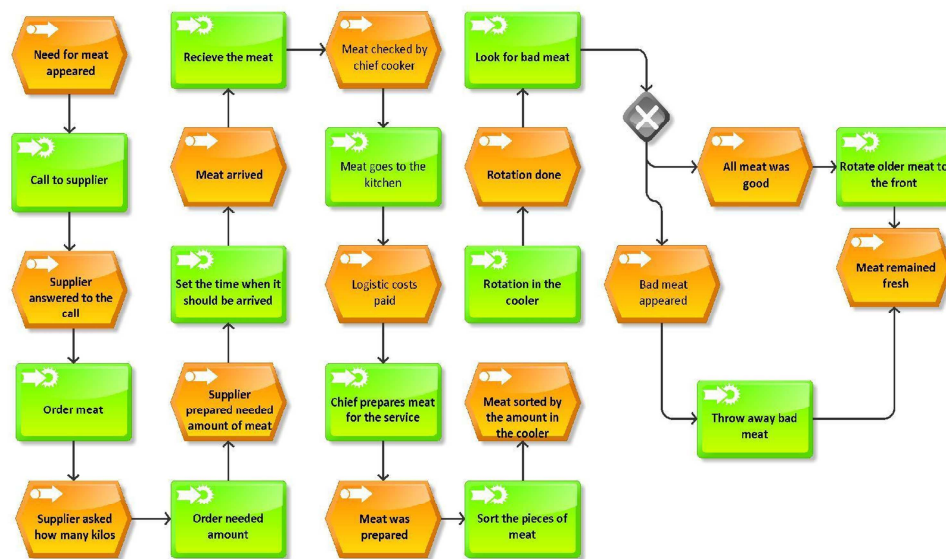 Need for meat
appeared
Call to supplier
Supplier
answered to the
call
Order meat
Supplier asked
how many kilos
Order needed
amount
Supplier
prepared needed
amount of meat
Set the time when it
should be arrived
Meat arrived
Recieve the meat
Meat checked by
chief cooker
Meat goes to the
kitchen
Logistic costs
paid
Chief prepares meat
for the service
Meat was
prepared
Sort the pieces of
meat
Meat sorted by
the amount in
the cooler
Rotation in the
cooler
Rotation done
Look for bad meat
All meat was
good
Rotate older meat to
the front
Bad meat
appeared
Throw away bad
meat
Meat remained
fresh